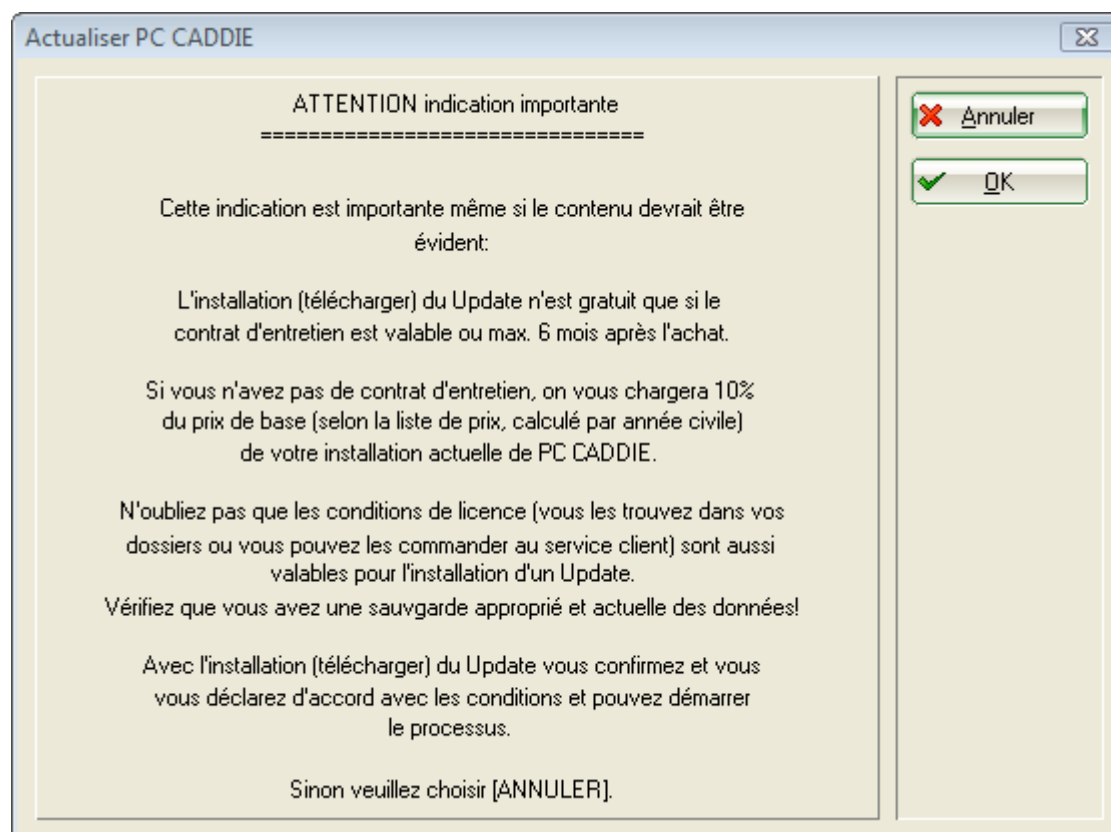 Actualiser PC CADDIE
ATTENTION indication importante
================================
Cette indication est importante même si le contenu devrait être
évident:
L'installation (télécharger) du Update n'est gratuit que si le
contrat d'entretien est valable ou max. 6 mois après l'achat.
Si vous n'avez pas de contrat d'entretien, on vous chargera 10%
du prix de base (selon la liste de prix, calculé par année civile)
de votre installation actuelle de PC CADDIE.
N'oubliez pas que les conditions de licence (vous les trouvez dans vos
dossiers ou vous pouvez les commander au service client) sont aussi
valables pour l'installation d'un Update.
Vérifiez que vous avez une sauvgarde approprié et actuelle des données!
Avec l'installation (télécharger) du Update vous confirmez et vous
vous déclarez d'accord avec les conditions et pouvez démarrer
le processus.
Sinon veuillez choisir [ANNULER].
Annuler
OK